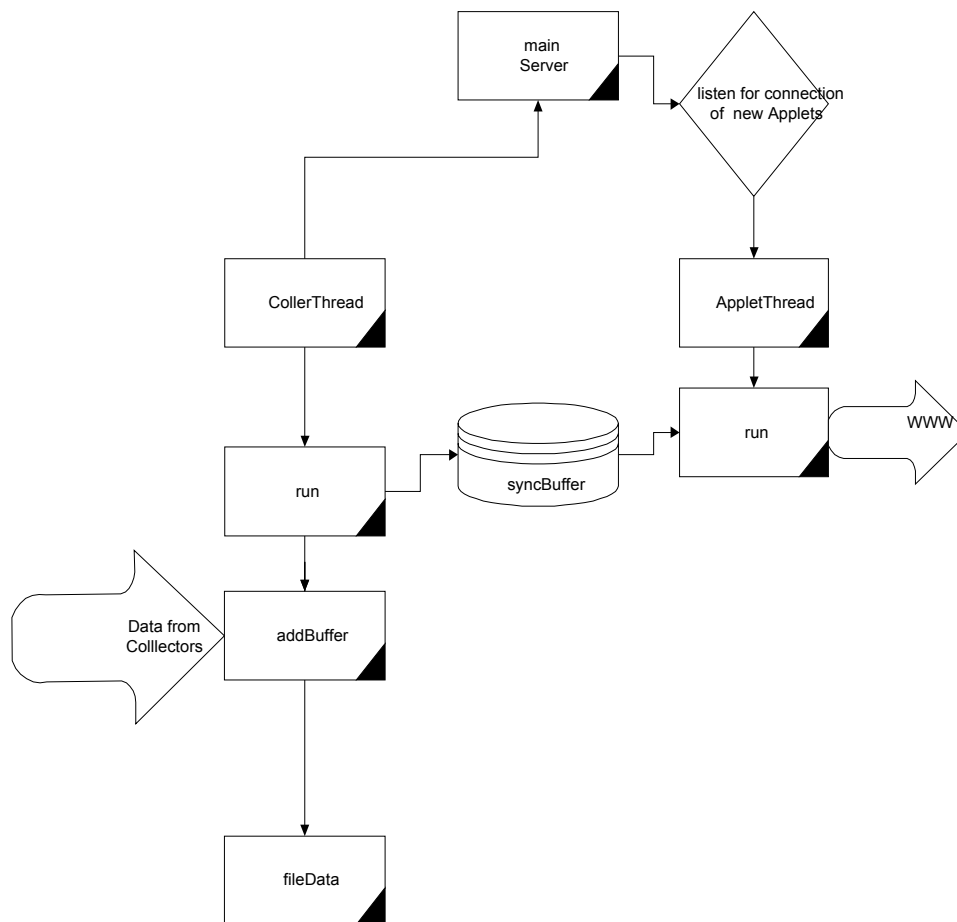 main
Server
listen for connection
of new Applets
CollerThread
AppletThread
run
WWW
run
syncBuffer
Data from
Colllectors
addBuffer
fileData